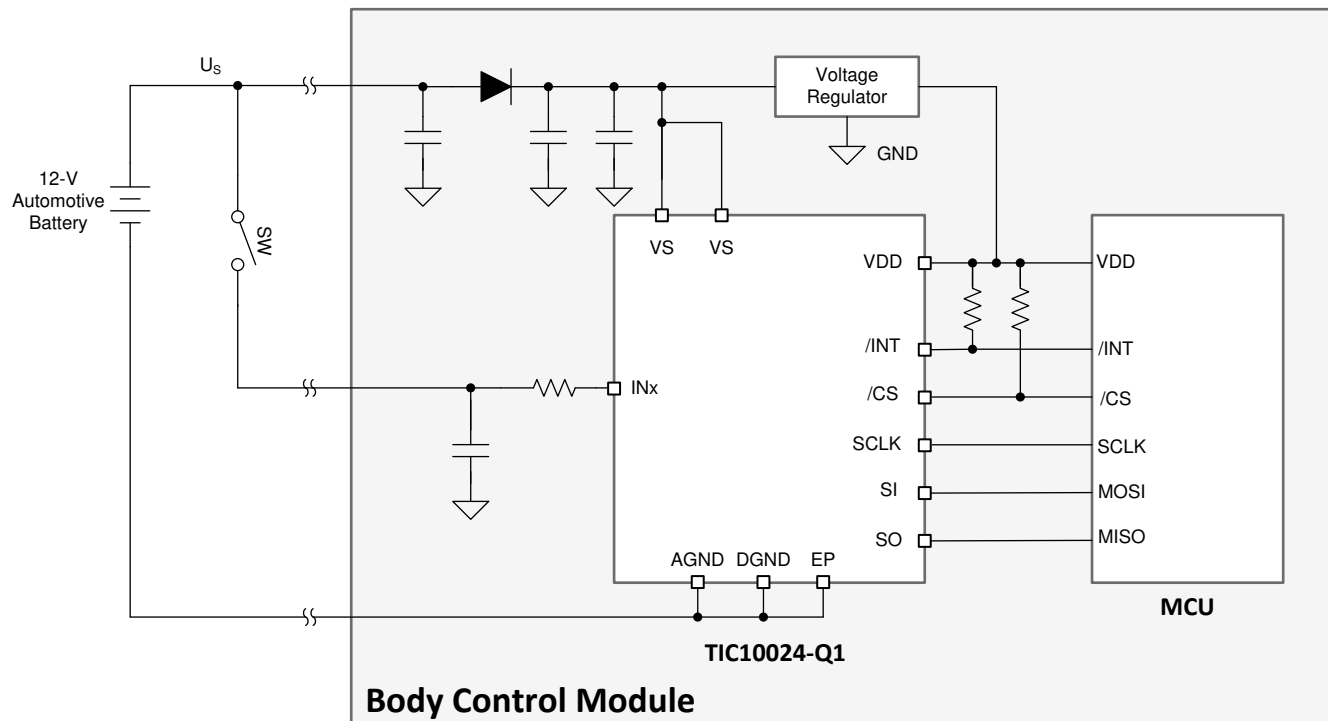 U_S
Voltage
Regulator
GND
12-V
Automotive
Battery
SW
VS
VS
VDD
VDD
/INT
/INT
INx
/CS
/CS
SCLK
SCLK
SI
MOSI
SO
MISO
AGND
DGND
EP
MCU
TIC10024-Q1
Body Control Module